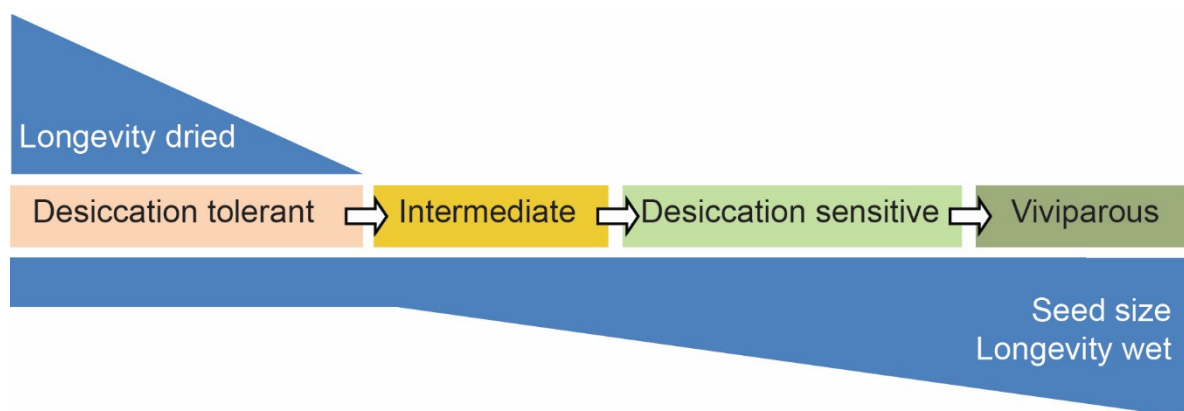 Longevity dried
Desiccation tolerant
Intermediate
Desiccation sensitive
Viviparous
Seed size
Longevity wet